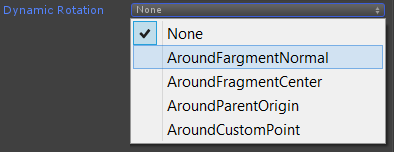 Dynamic Rotation None
None
AroundFargmentNormal
AroundFragmentCenter
AroundParentOrigin
AroundCustomPoint